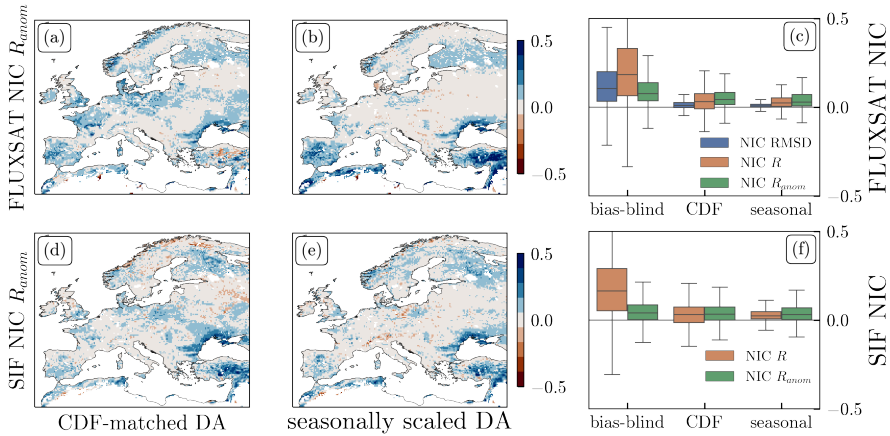 FLUXSAT NIC R_anom
(a)
(b)
0.5
0.0
−0.5
(c)
NIC RMSD
NIC R
NIC R_anom
bias-blind
CDF
seasonal
0.5
0.0
−0.5
FLUXSAT NIC
SIF NIC R_anom
(d)
(e)
0.5
0.0
−0.5
(f)
NIC R
NIC R_anom
bias-blind
CDF
seasonal
0.5
0.0
−0.5
SIF NIC
CDF-matched DA
seasonally scaled DA